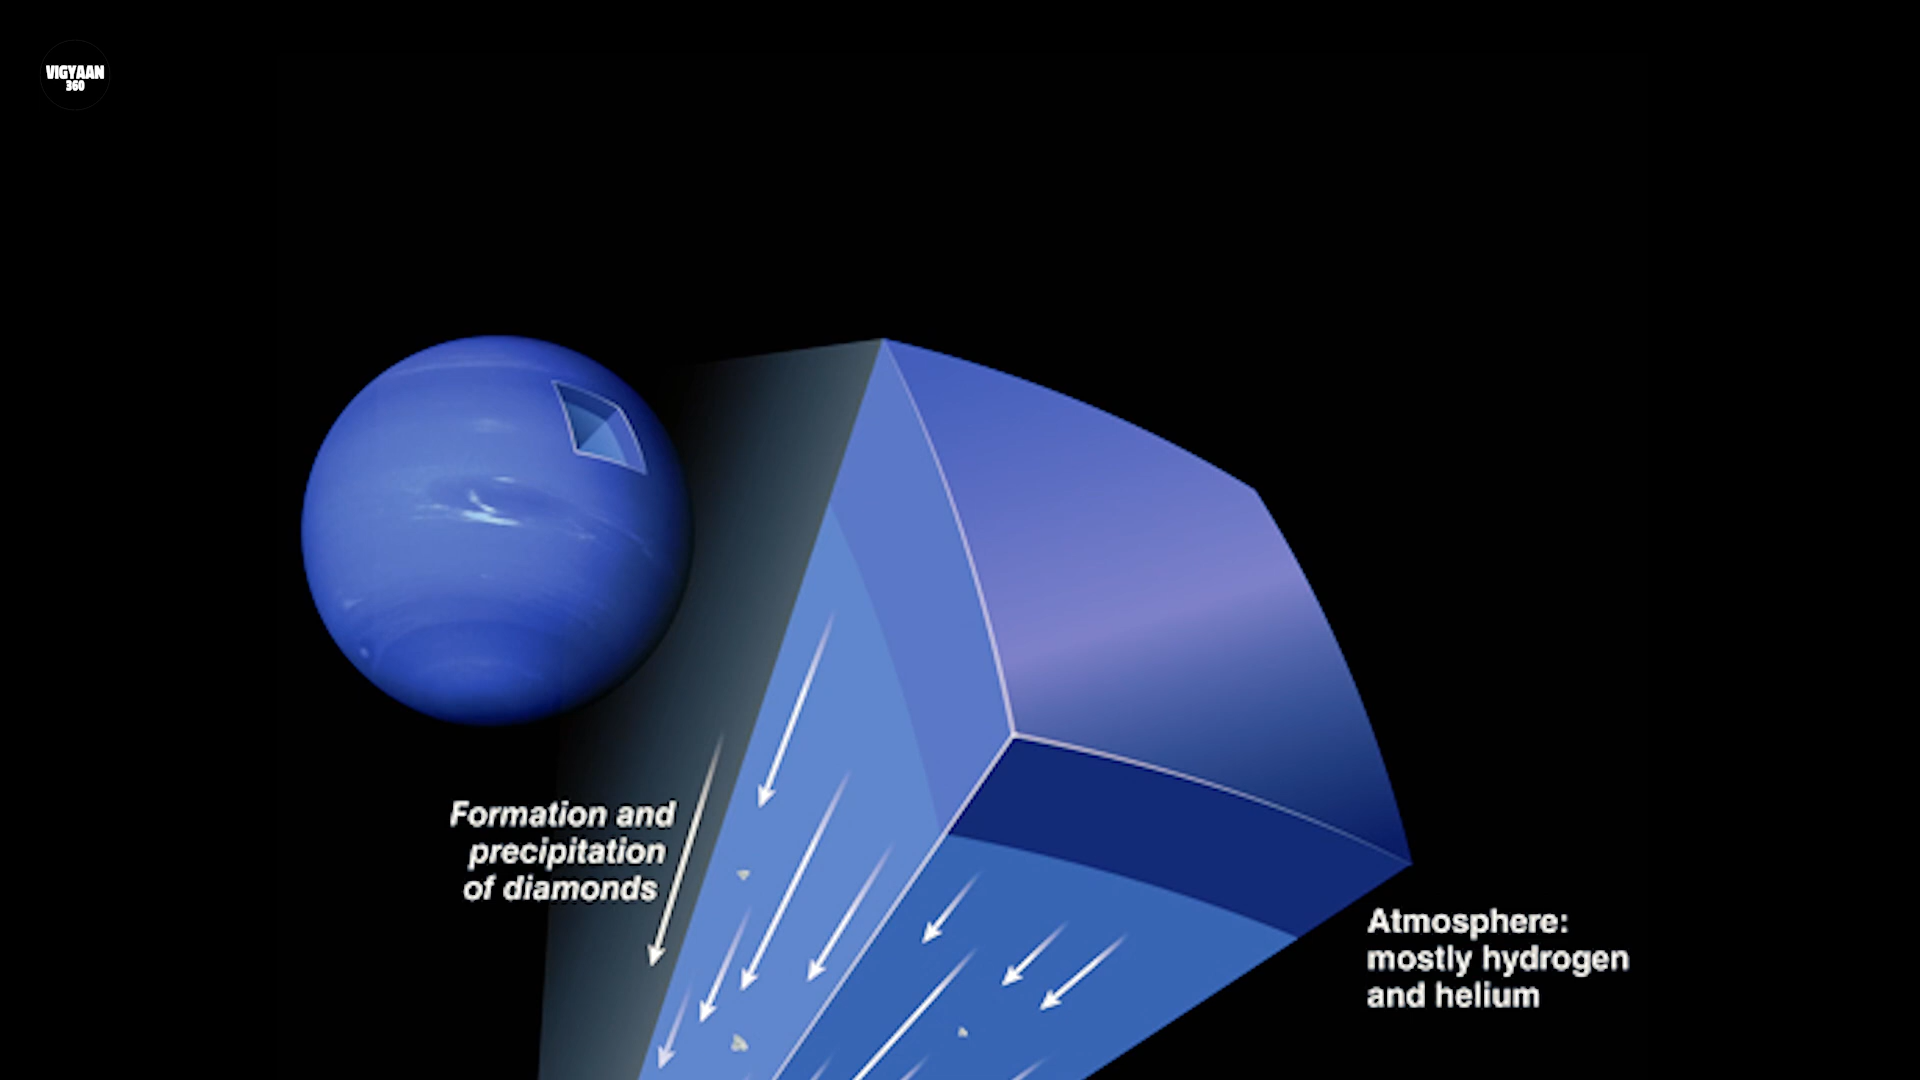 VIGYAAN
360
Formation and
precipitation
of diamonds
Atmosphere:
mostly hydrogen
and helium